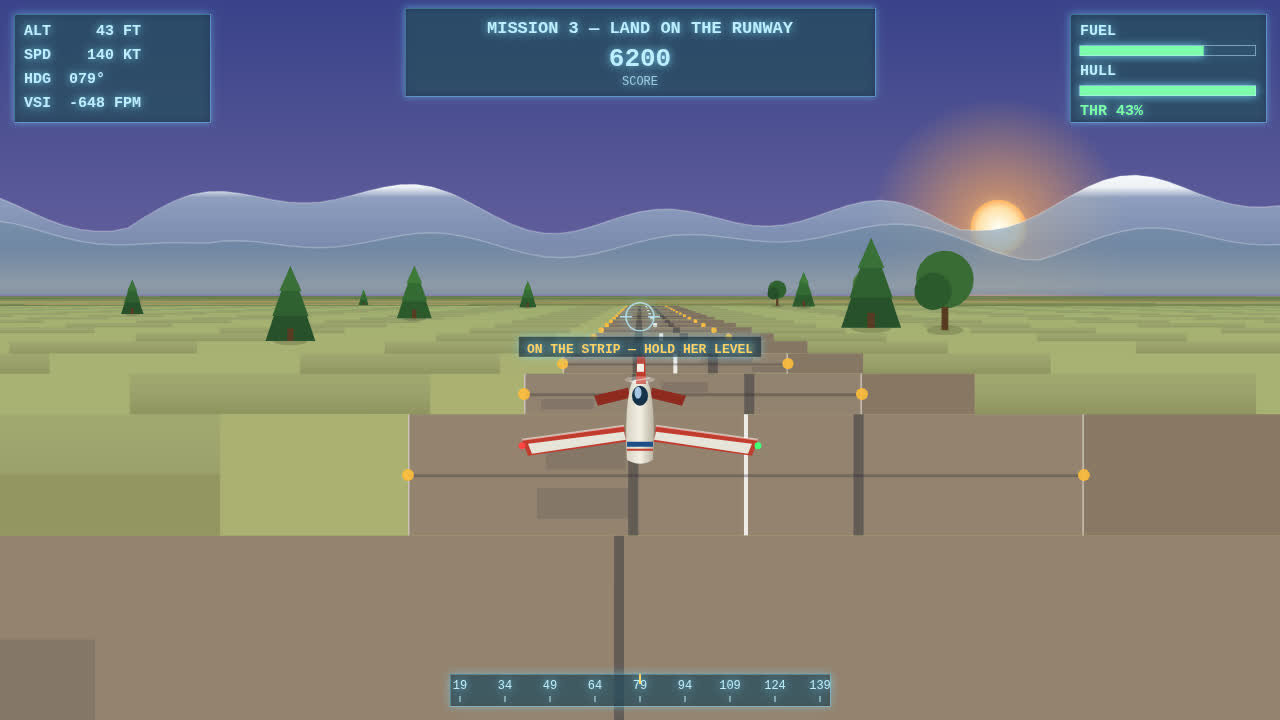 ALT 43 FT
SPD 140 KT
HDG 079°
VSI -648 FPM
MISSION 3 — LAND ON THE RUNWAY
6200
SCORE
FUEL
HULL
THR 43%
ON THE STRIP — HOLD HER LEVEL
19 34 49 64 79 94 109 124 139